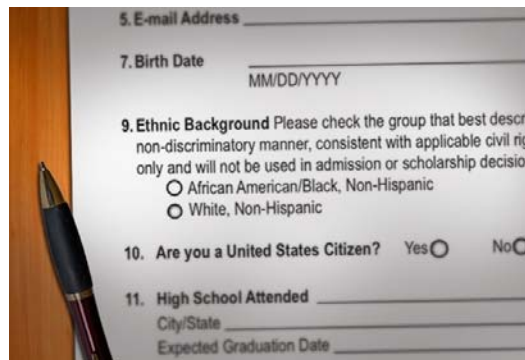 5. E-mail Address
7. Birth Date
MM/DD/YYYY
9. Ethnic Background Please check the group that best descr
non-discriminatory manner, consistent with applicable civil rig
only and will not be used in admission or scholarship decisio
African American/Black, Non-Hispanic
White, Non-Hispanic
10. Are you a United States Citizen? Yes No
11. High School Attended
City/State
Expected Graduation Date